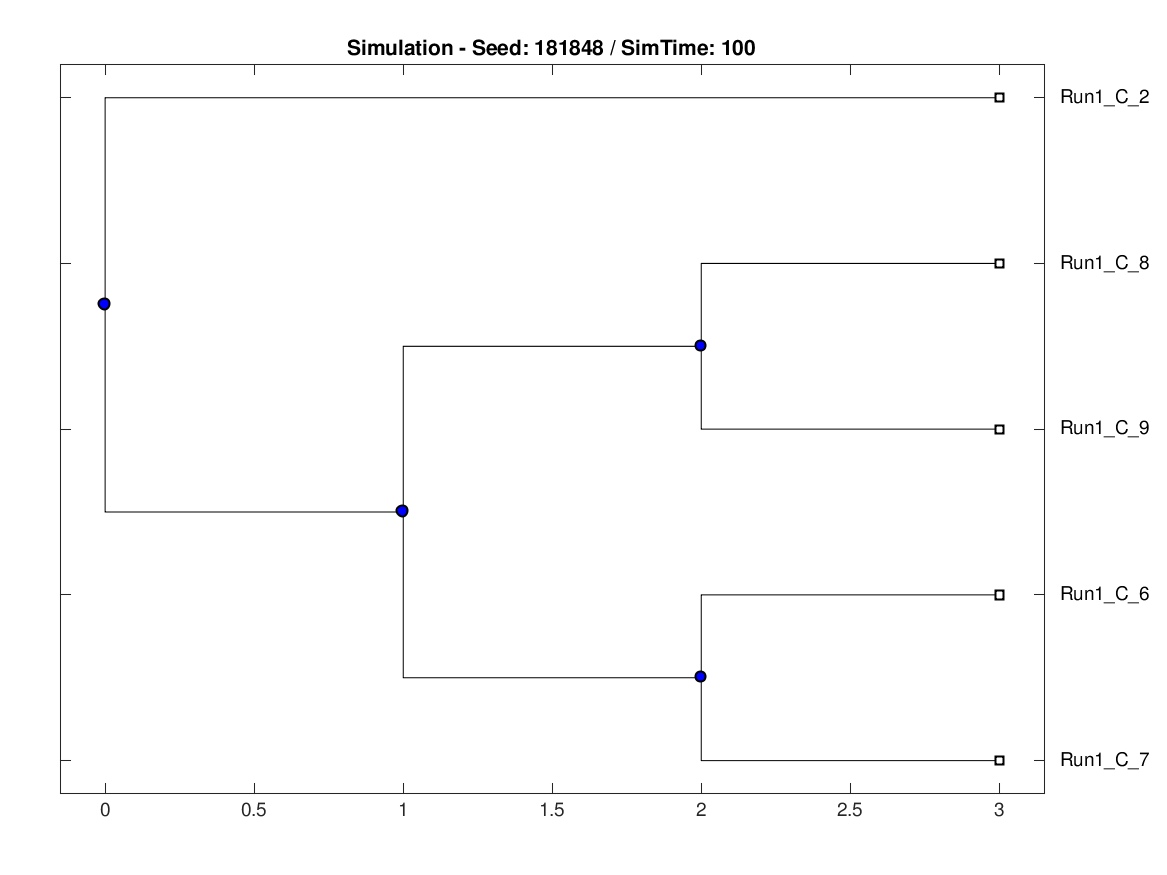 Simulation - Seed: 181848 / SimTime: 100
Run1_C_2
Run1_C_8
Run1_C_9
Run1_C_6
Run1_C_7
0 0.5 1 1.5 2 2.5 3